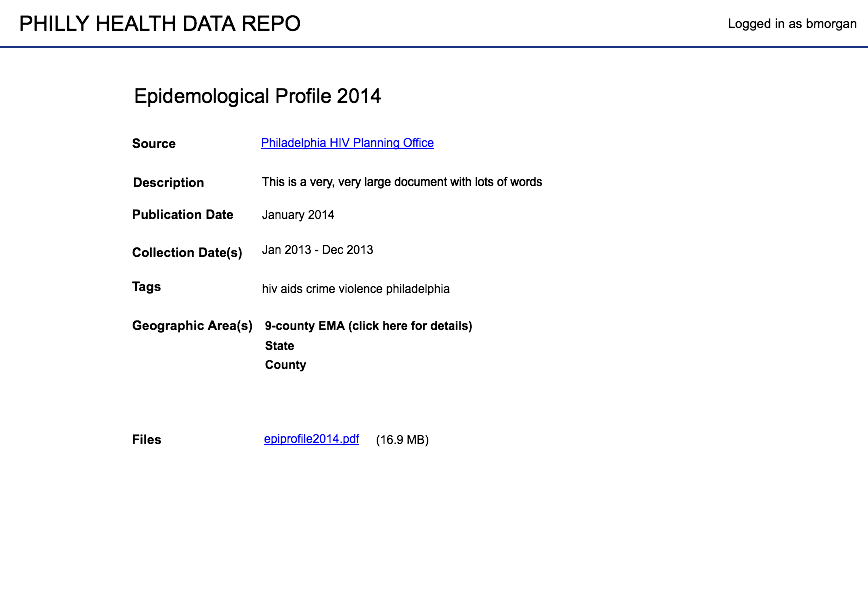 PHILLY HEALTH DATA REPO Logged in as bmorgan
Epidemological Profile 2014
Source Philadelphia HIV Planning Office
Description This is a very, very large document with lots of words
Publication Date January 2014
Collection Date(s) Jan 2013 - Dec 2013
Tags hiv aids crime violence philadelphia
Geographic Area(s) 9-county EMA (click here for details)
State
County
Files epiprofile2014.pdf (16.9 MB)